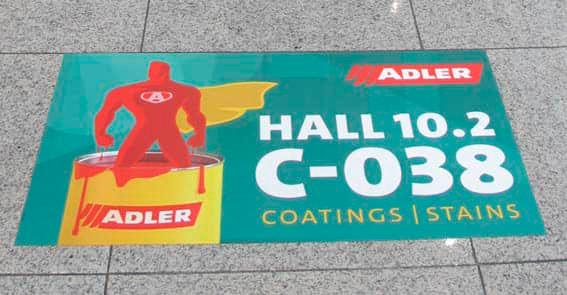 ADLER
HALL 10.2
C-038
COATINGS | STAINS
A
ADLER